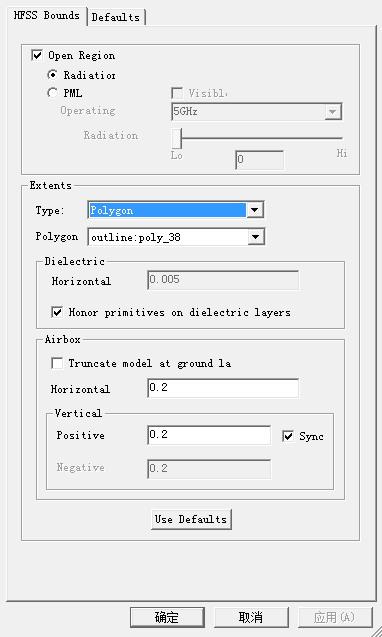 HFSS Bounds Defaults
Open Region
Radiation
PML Visible
Operating 5GHz
Radiation
Lo 0 Hi
Extents
Type: Polygon
Polygon outline:poly_38
Dielectric
Horizontal 0.005
Honor primitives on dielectric layers
Airbox
Truncate model at ground la
Horizontal 0.2
Vertical
Positive 0.2 Sync
Negative 0.2
Use Defaults
确定 取消 应用(A)